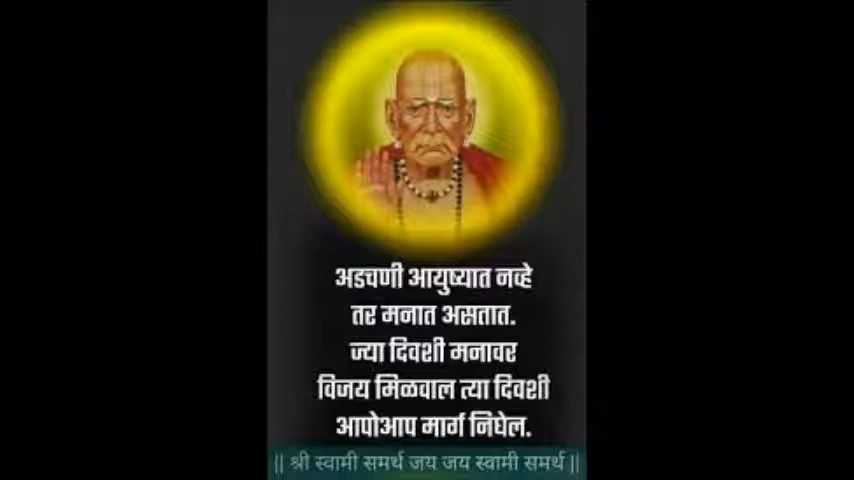 अडचणी आयुष्यात नव्हे
तर मनात असतात.
ज्या दिवशी मनावर
विजय मिळवाल त्या दिवशी
आपोआप मार्ग निघेल.
|| श्री स्वामी समर्थ जय जय स्वामी समर्थ ||